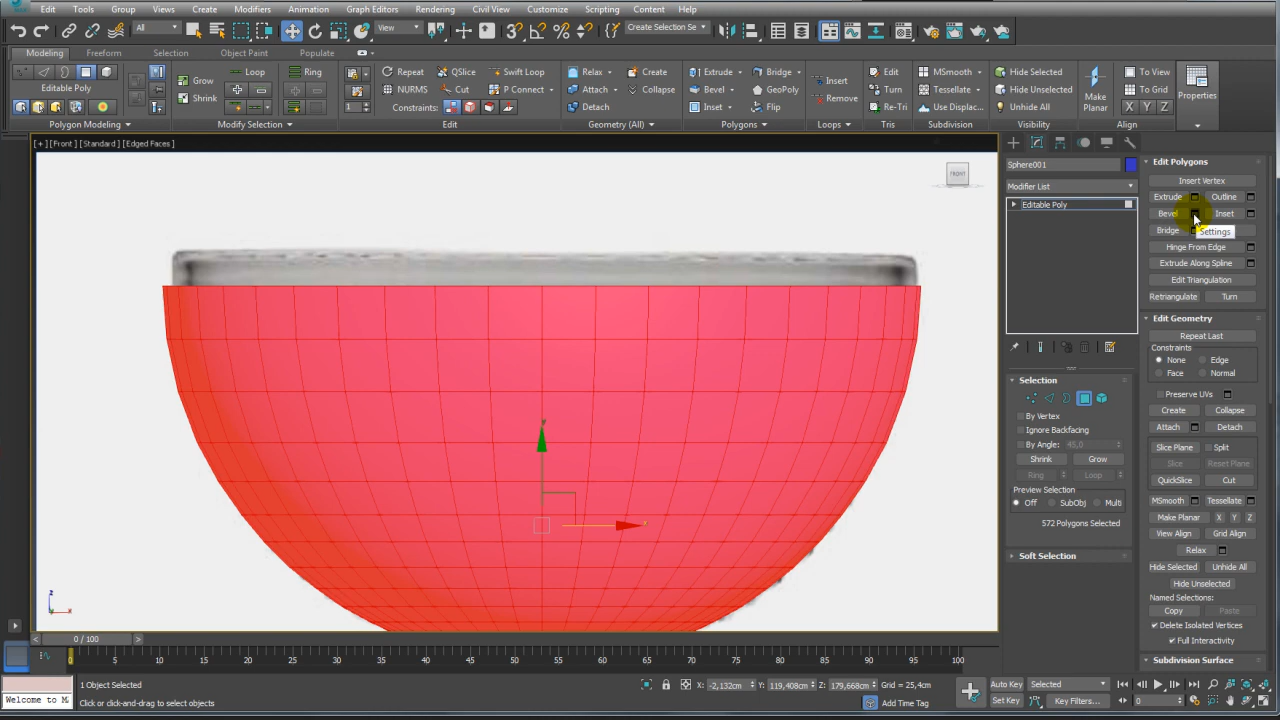 Edit Tools Group Views Create Modifiers Animation Graph Editors Rendering Civil View Customize Scripting Content Help
All View Create Selection Se
Modeling Freeform Selection Object Paint Populate
Grow Loop Ring Repeat QSlice Swift Loop Relax Create Extrude Bridge Insert Edit MSmooth Hide Selected To View
Editable Poly Shrink NURMS Cut P Connect Attach Collapse Bevel GeoPoly Remove Turn Tessellate Hide Unselected Make To Grid Properties
1 Constraints: Detach Inset Flip Re-Tri Use Displac... Unhide All Planar X Y Z
Polygon Modeling Modify Selection Edit Geometry (All) Polygons Loops Tris Subdivision Visibility Align
[+] [Front] [Standard] [Edged Faces]
FRONT
y
x
z
x
Sphere001
Modifier List
Editable Poly
Selection
By Vertex
Ignore Backfacing
By Angle: 45,0
Shrink Grow
Ring Loop
Preview Selection
Off SubObj Multi
572 Polygons Selected
Soft Selection
Edit Polygons
Insert Vertex
Extrude Outline
Bevel Inset
Bridge
Settings
Hinge From Edge
Extrude Along Spline
Edit Triangulation
Retriangulate Turn
Edit Geometry
Repeat Last
Constraints
None Edge
Face Normal
Preserve UVs
Create Collapse
Attach Detach
Slice Plane Split
Slice Reset Plane
QuickSlice Cut
MSmooth Tessellate
Make Planar X Y Z
View Align Grid Align
Relax
Hide Selected Unhide All
Hide Unselected
Named Selections:
Copy Paste
Delete Isolated Vertices
Full Interactivity
Subdivision Surface
< 0 / 100 >
0 5 10 15 20 25 30 35 40 45 50 55 60 65 70 75 80 85 90 95 100
1 Object Selected X: -2,132cm Y: 119,408cm Z: 179,668cm Grid = 25,4cm Auto Key Selected
Welcome to M Click or click-and-drag to select objects Add Time Tag Set Key Key Filters... 0